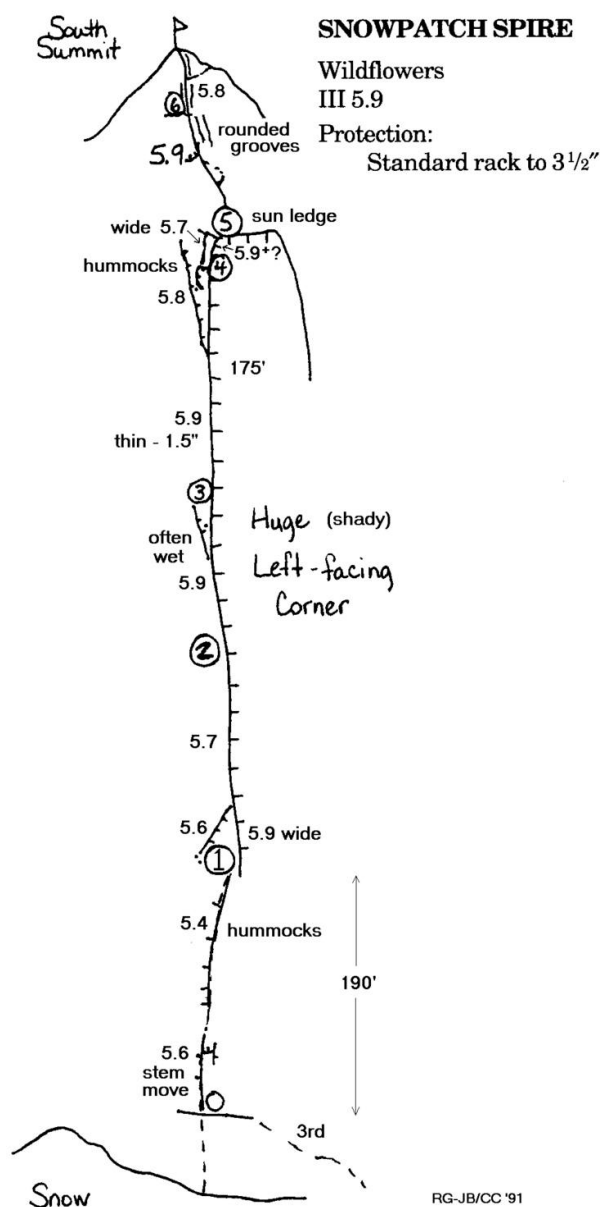 South
Summit
SNOWPATCH SPIRE
Wildflowers
III 5.9
Protection:
Standard rack to 3 1/2"
5.8
6
rounded
grooves
5.9
5
sun ledge
wide 5.7
5.9+?
hummocks
4
5.8
175'
5.9
thin - 1.5"
3
Huge (shady)
often
wet
Left-facing
5.9
Corner
2
5.7
5.6
5.9 wide
1
5.4
hummocks
190'
5.6
stem
move
3rd
Snow
RG-JB/CC '91